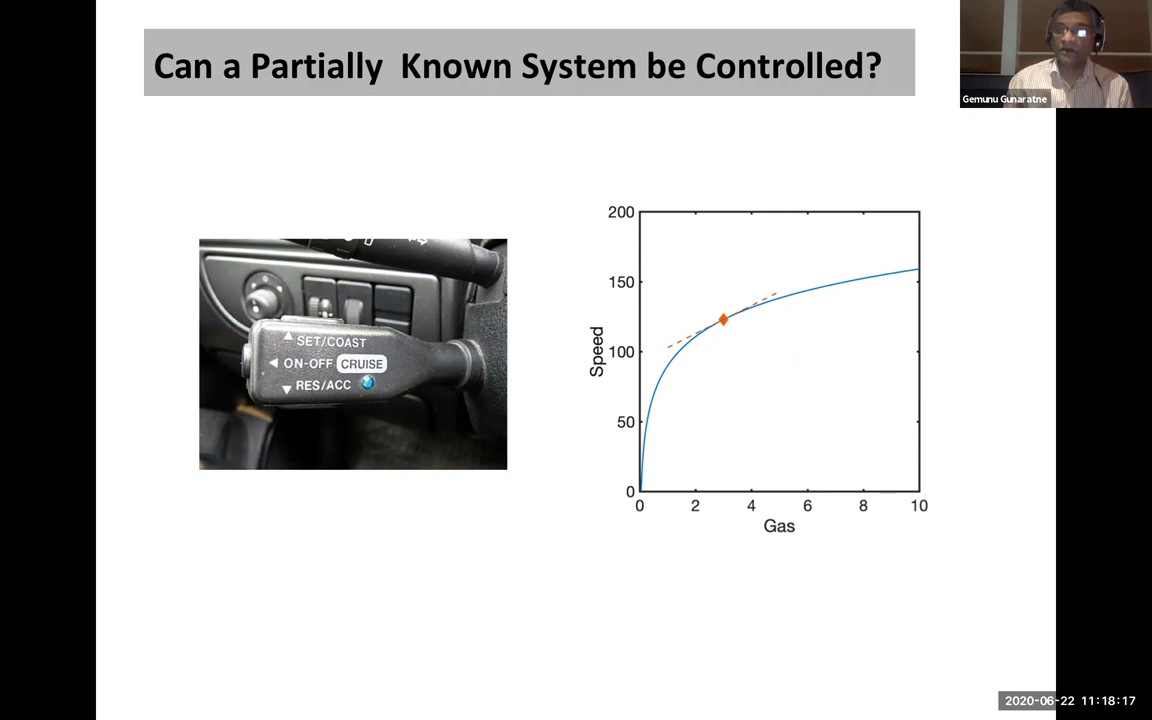 Can a Partially  Known System be Controlled?
Gemunu Gunaratne
SET/COAST
ON-OFF CRUISE
RES/ACC
200
150
100
50
0
Speed
0 2 4 6 8 10
Gas
2020-06-22 11:18:17